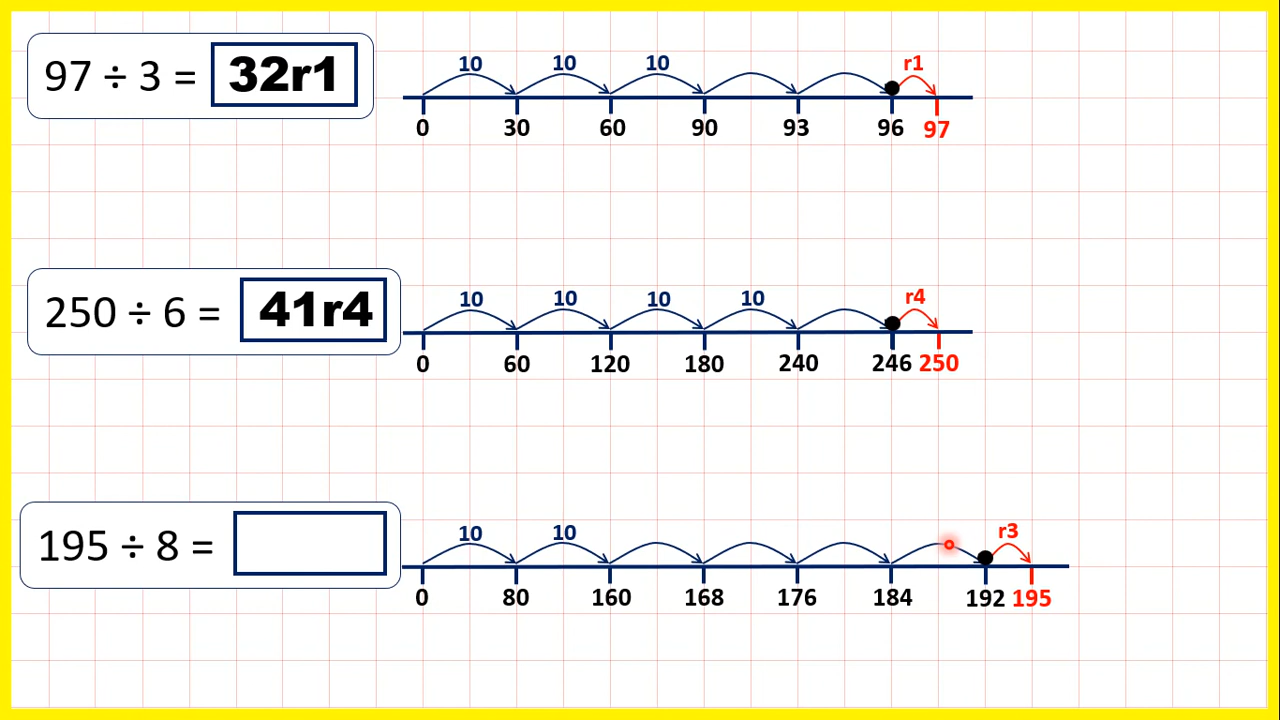 97 ÷ 3 = 32r1
10 10 10 r1
0 30 60 90 93 96 97
250 ÷ 6 = 41r4
10 10 10 10 r4
0 60 120 180 240 246 250
195 ÷ 8 =
10 10 r3
0 80 160 168 176 184 192 195